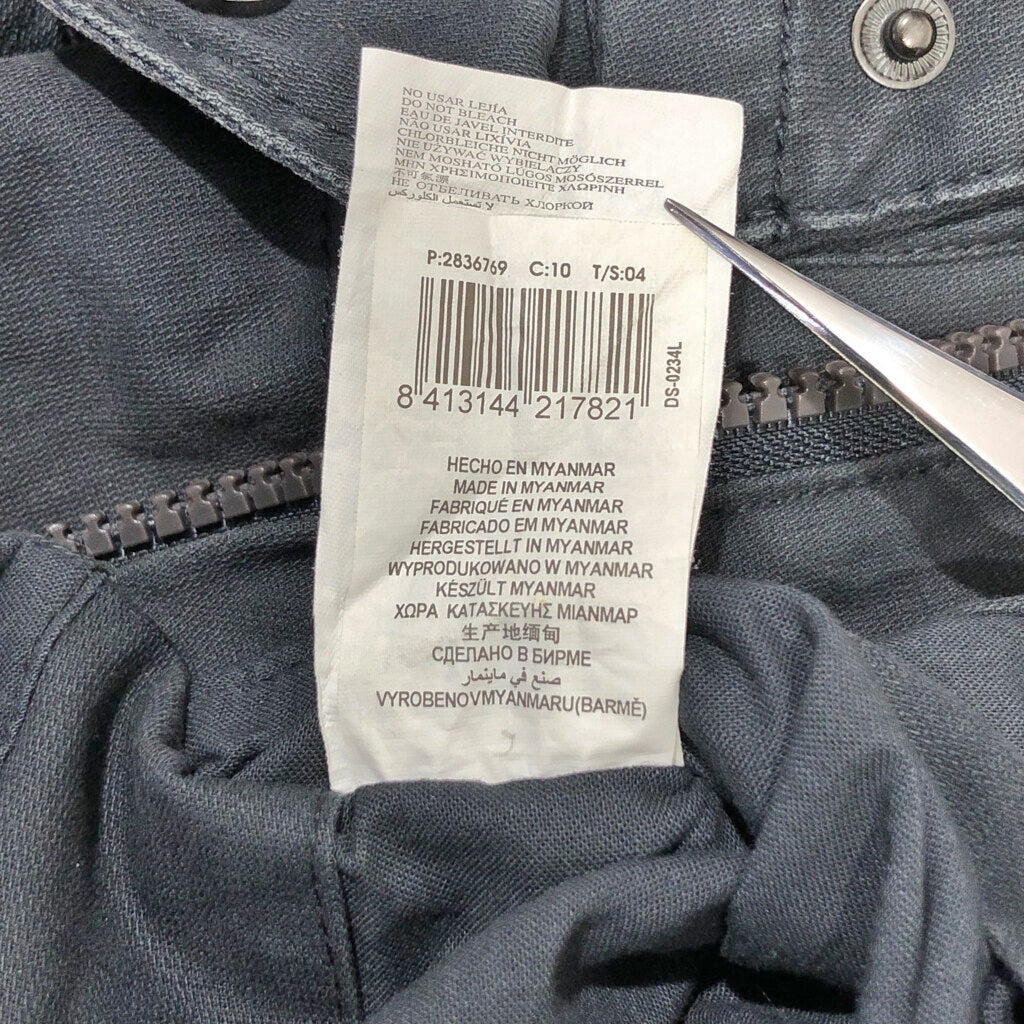 NO USAR LEJÍA
DO NOT BLEACH
EAU DE JAVEL INTERDITE
NÃO USAR LIXÍVIA
CHLORBLEICHE NICHT MÖGLICH
NIE UŻYWAĆ WYBIELACZY
NEM MOSHATÓ LÚGOS MOSÓSZERREL
ΜΗΝ ΧΡΗΣΙΜΟΠΟΙΕΙΤΕ ΧΛΩΡΙΝΗ
不可氯漂
НЕ ОТБЕЛИВАТЬ ХЛОРКОЙ
لا تستعمل الكلوركس
P:2836769 C:10 T/S:04
8 413144 217821
DS-0234L
HECHO EN MYANMAR
MADE IN MYANMAR
FABRIQUÉ EN MYANMAR
FABRICADO EM MYANMAR
HERGESTELLT IN MYANMAR
WYPRODUKOWANO W MYANMAR
KÉSZÜLT MYANMAR
ΧΩΡΑ ΚΑΤΑΣΚΕΥΗΣ ΜΙΑΝΜΑΡ
生产地缅甸
СДЕЛАНО В БИРМЕ
صنع في ماينمار
VYROBENOVMYANMARU(BARMĚ)